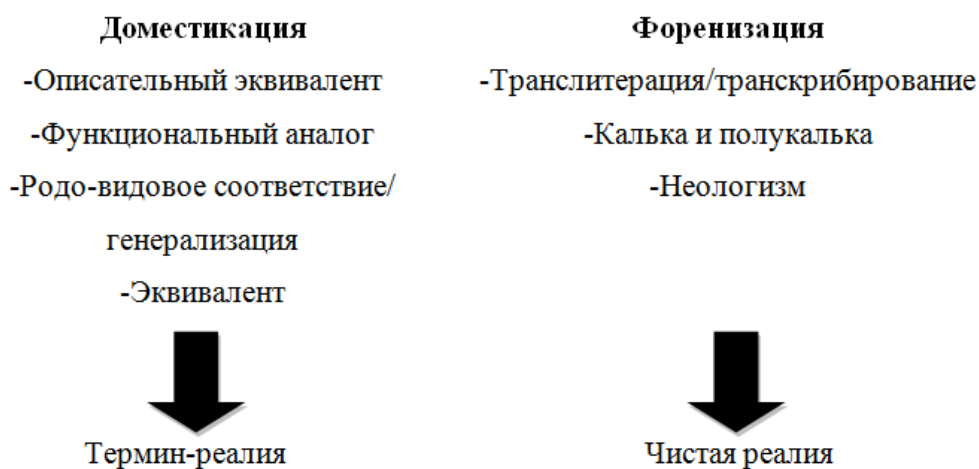 Доместикация
-Описательный эквивалент
-Функциональный аналог
-Родо-видовое соответствие/
генерализация
-Эквивалент
Термин-реалия
Форенизация
-Транслитерация/транскрибирование
-Калька и полукалька
-Неологизм
Чистая реалия